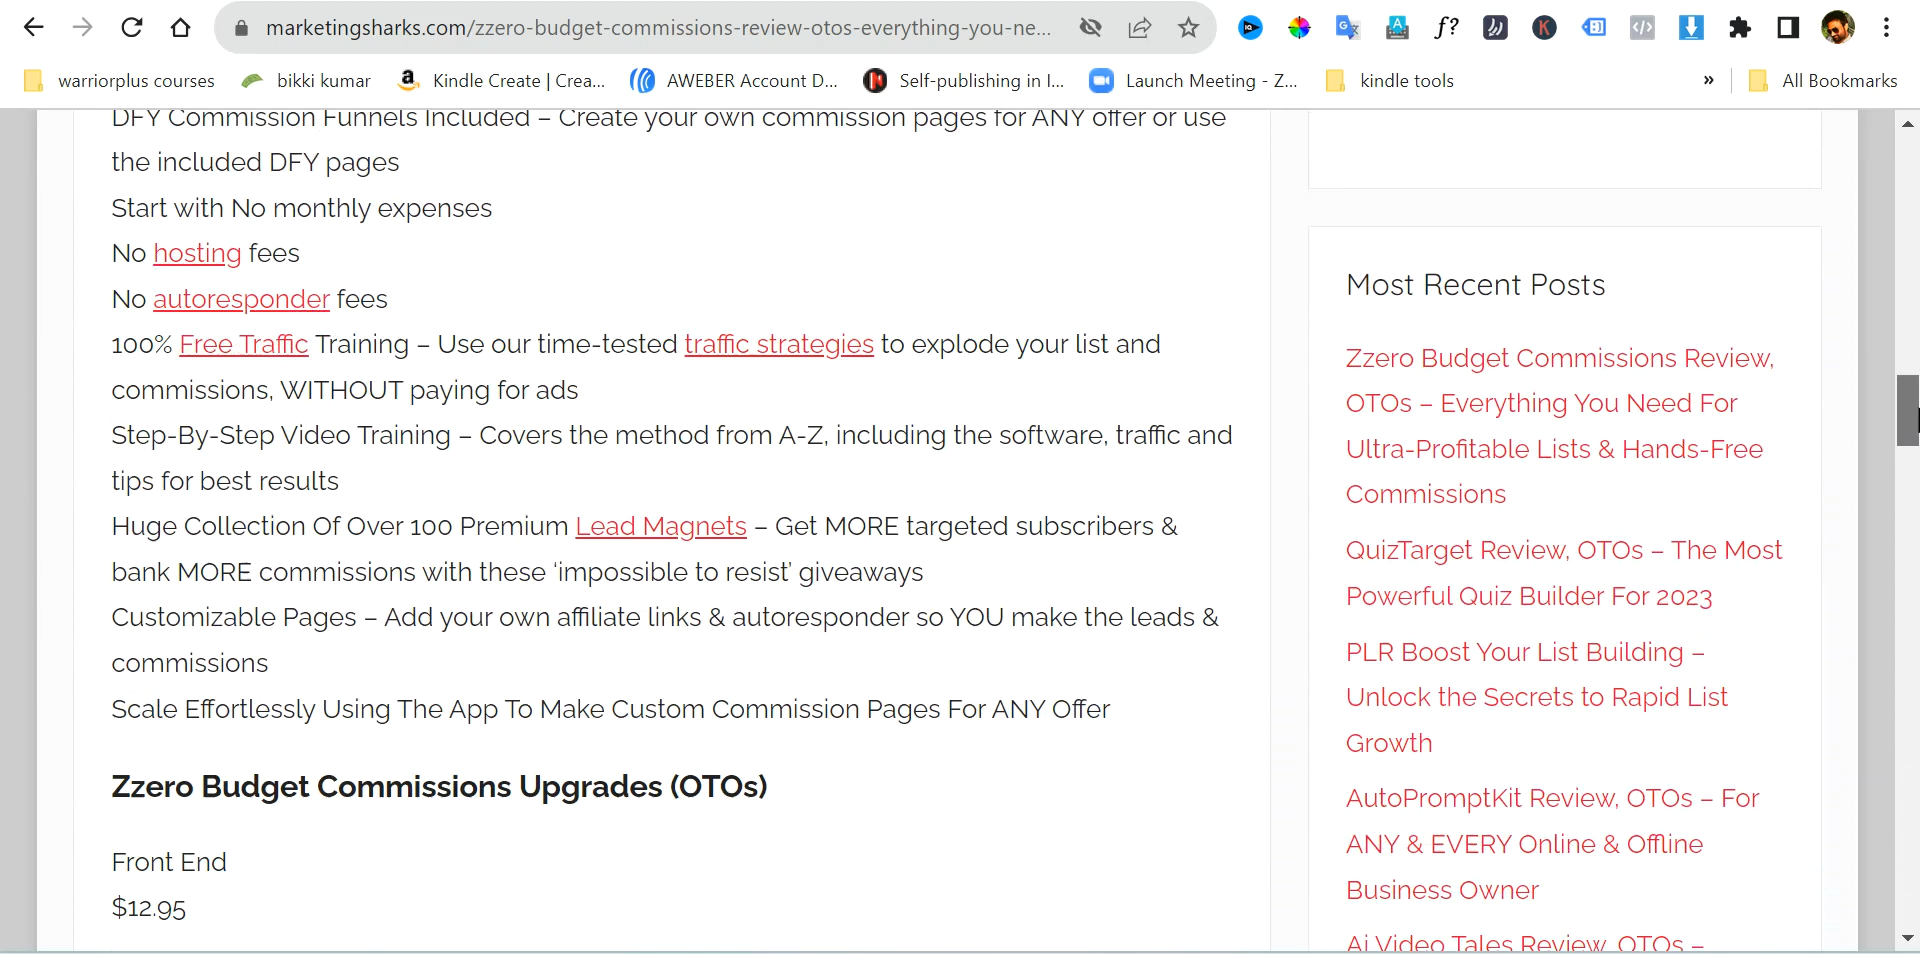 marketingsharks.com/zzero-budget-commissions-review-otos-everything-you-ne...
warriorplus courses
bikki kumar
Kindle Create | Crea...
AWEBER Account D...
Self-publishing in I...
Launch Meeting - Z...
kindle tools
»
All Bookmarks
DFY Commission Funnels Included – Create your own commission pages for ANY offer or use
the included DFY pages
Start with No monthly expenses
No hosting fees
No autoresponder fees
100% Free Traffic Training – Use our time-tested traffic strategies to explode your list and
commissions, WITHOUT paying for ads
Step-By-Step Video Training – Covers the method from A-Z, including the software, traffic and
tips for best results
Huge Collection Of Over 100 Premium Lead Magnets – Get MORE targeted subscribers &
bank MORE commissions with these ‘impossible to resist’ giveaways
Customizable Pages – Add your own affiliate links & autoresponder so YOU make the leads &
commissions
Scale Effortlessly Using The App To Make Custom Commission Pages For ANY Offer
Zzero Budget Commissions Upgrades (OTOs)
Front End
$12.95
Most Recent Posts
Zzero Budget Commissions Review,
OTOs – Everything You Need For
Ultra-Profitable Lists & Hands-Free
Commissions
QuizTarget Review, OTOs – The Most
Powerful Quiz Builder For 2023
PLR Boost Your List Building –
Unlock the Secrets to Rapid List
Growth
AutoPromptKit Review, OTOs – For
ANY & EVERY Online & Offline
Business Owner
Ai Video Tales Review, OTOs –